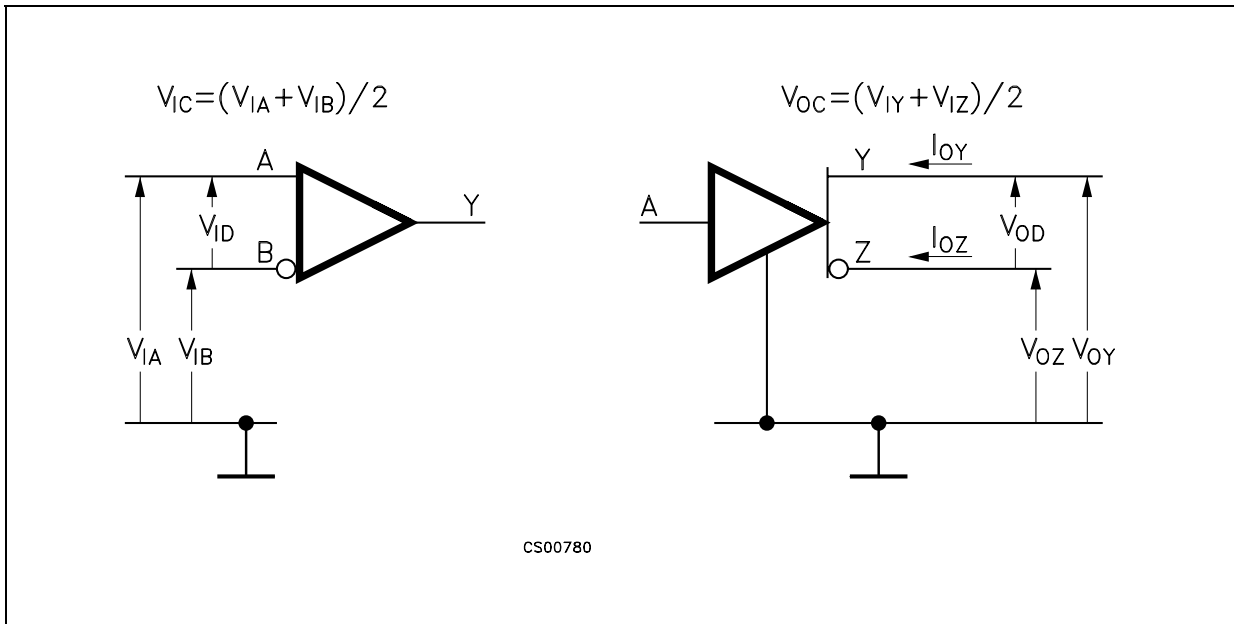 V_IC=(V_IA+V_IB)/2
V_OC=(V_IY+V_IZ)/2
A
V_ID
B
Y
V_IA
V_IB
A
Y
I_OY
Z
I_OZ
V_OD
V_OZ
V_OY
CS00780